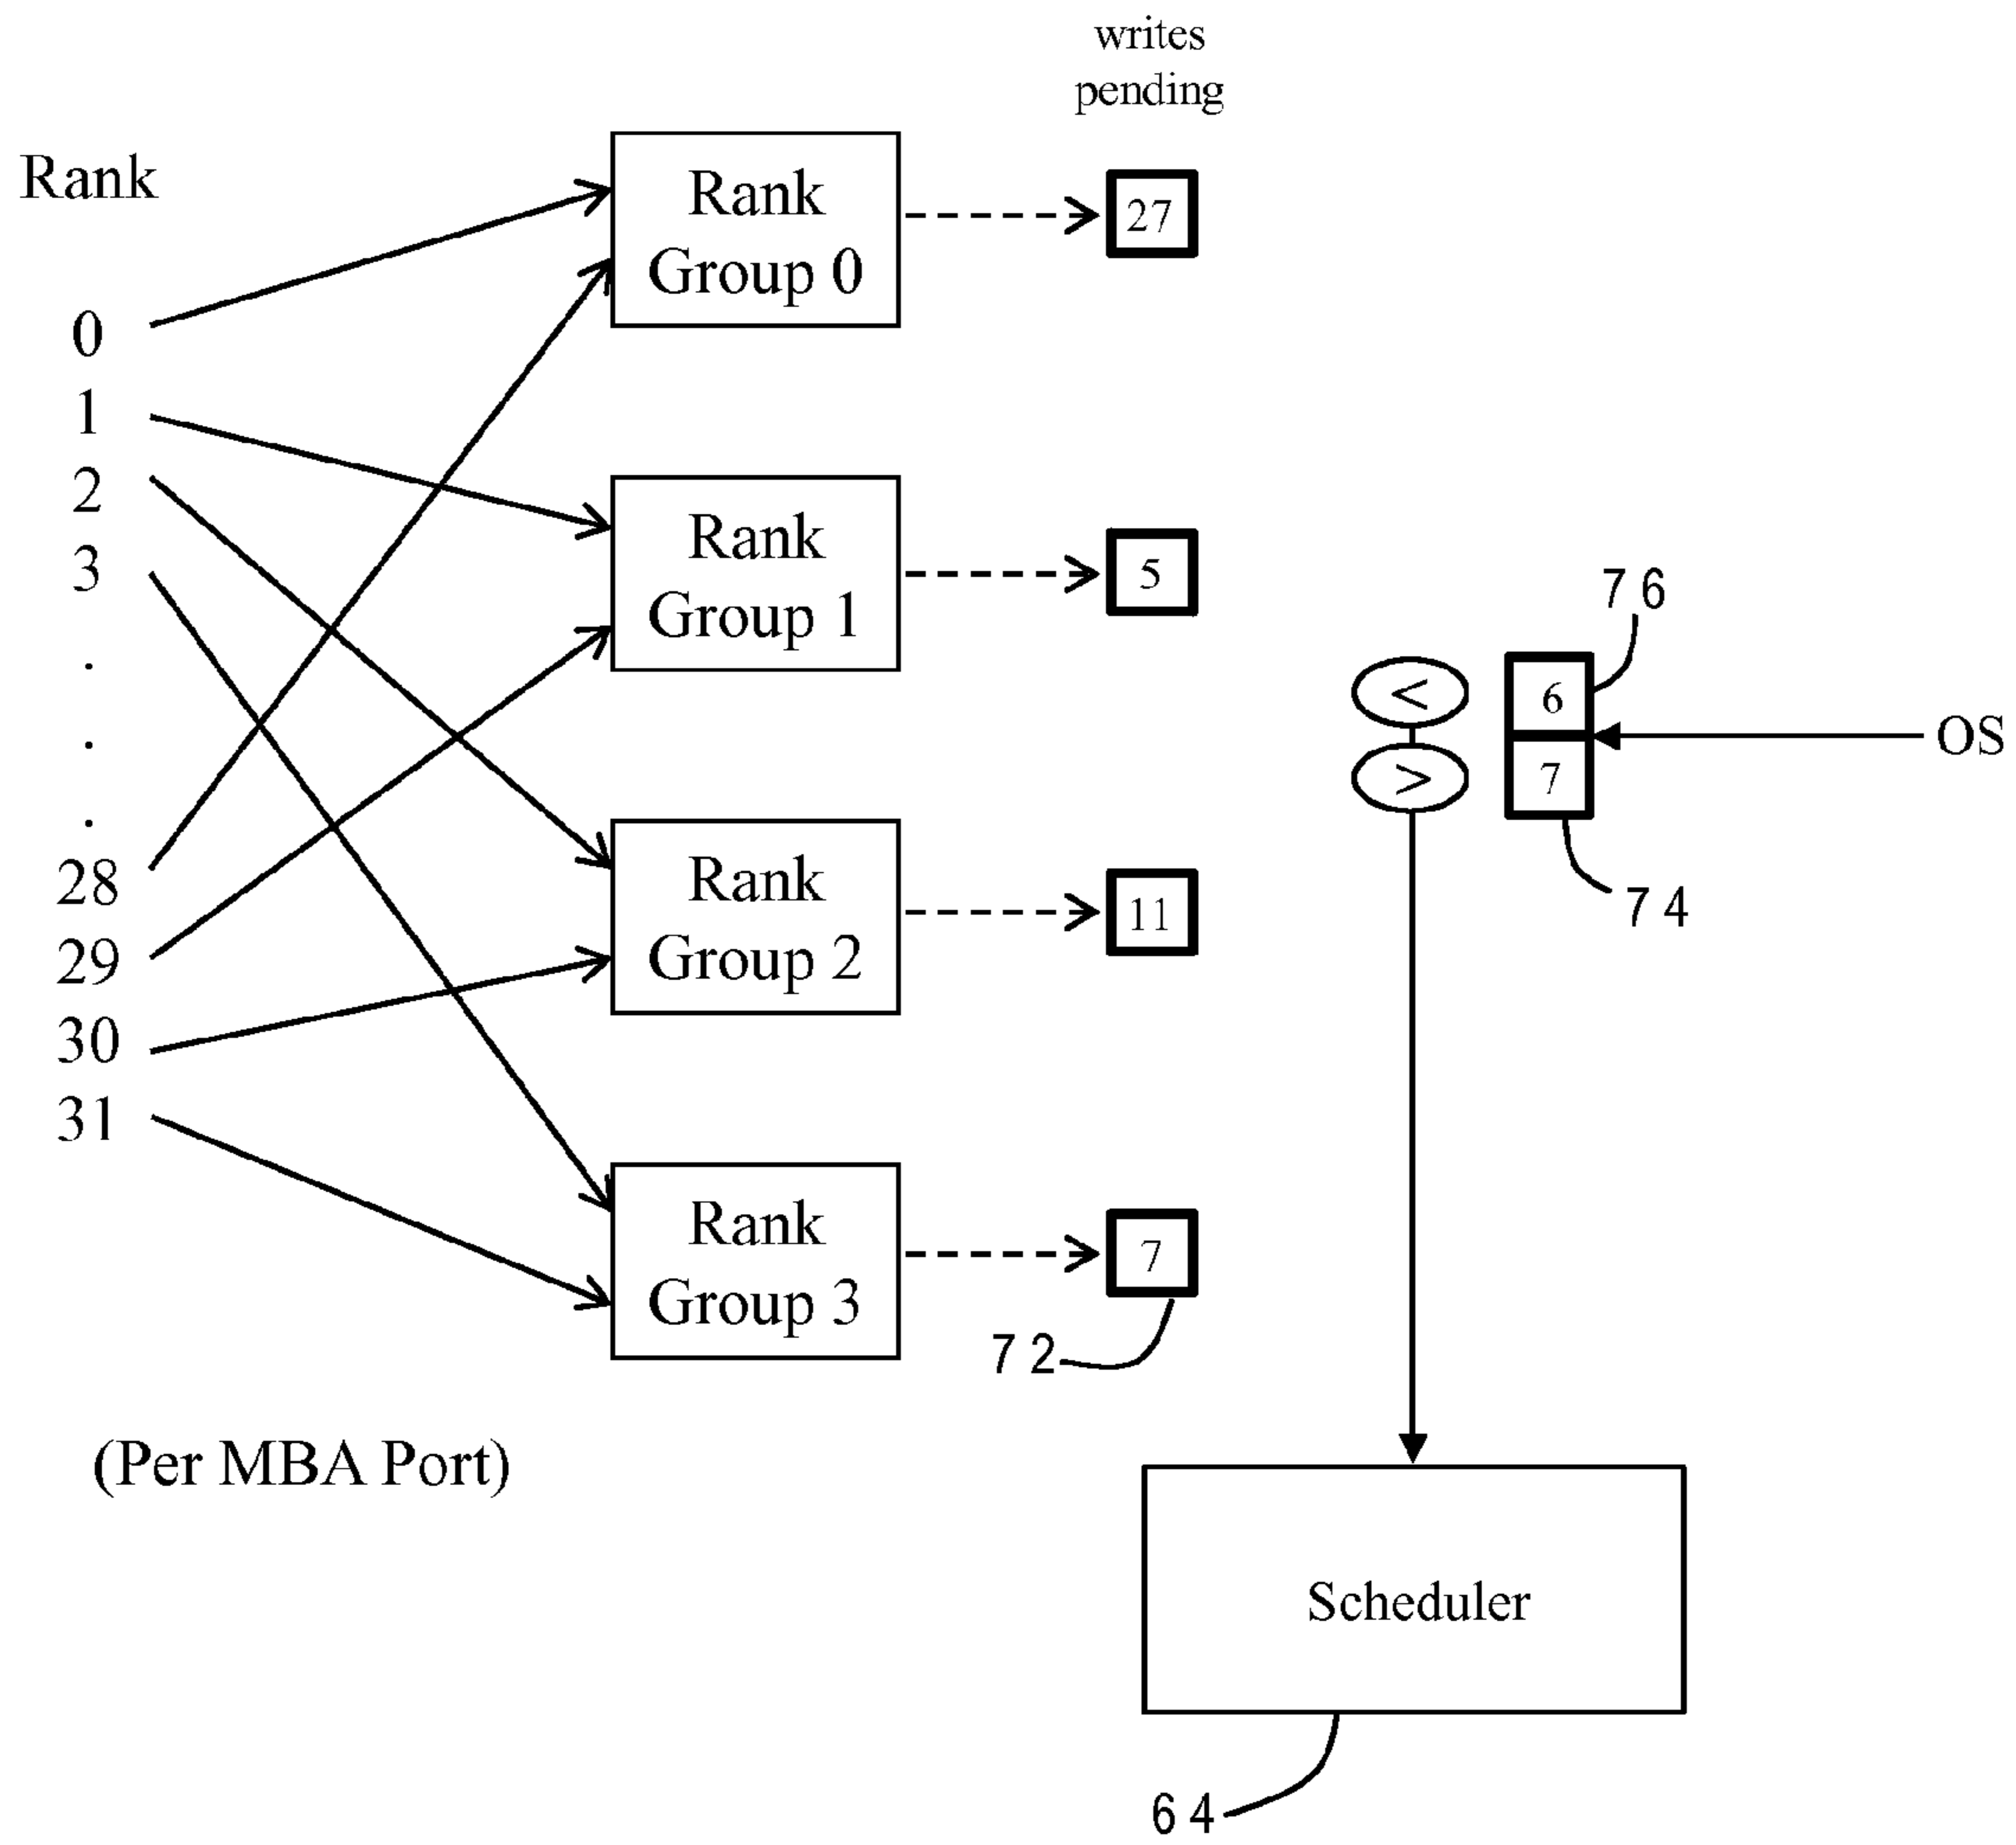 writes
pending
Rank
0
1
2
3
.
.
.
28
29
30
31
(Per MBA Port)
Rank
Group 0
27
Rank
Group 1
5
Rank
Group 2
11
Rank
Group 3
7
72
<
>
76
6
7
OS
74
Scheduler
64